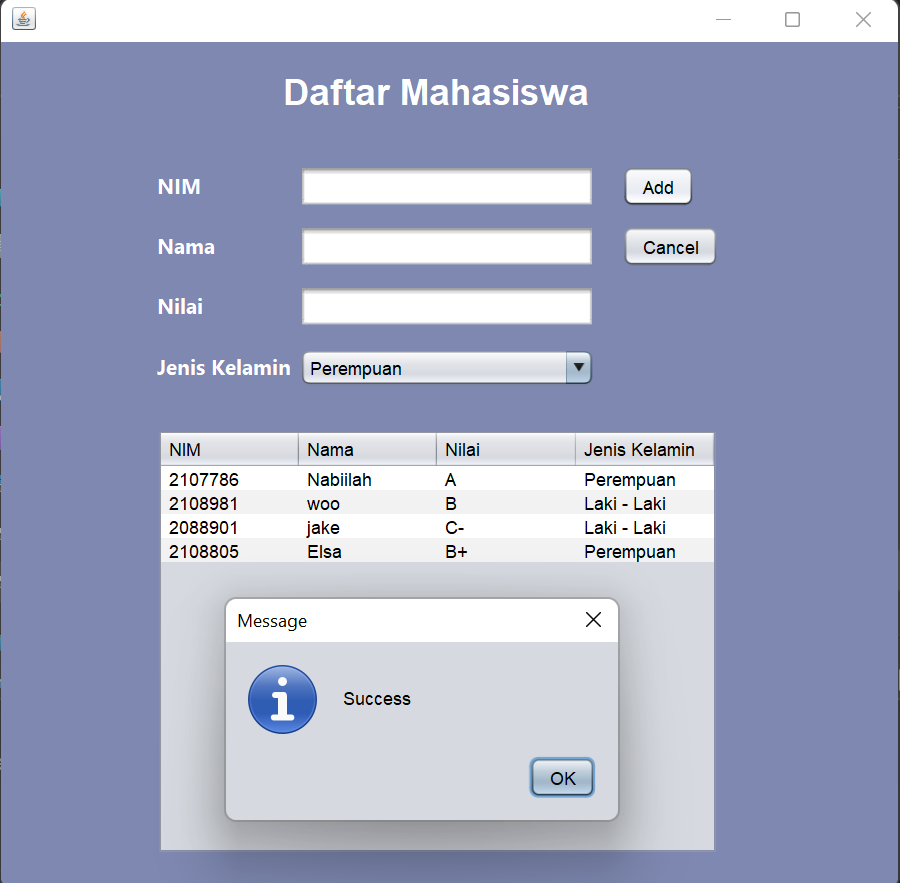 Daftar Mahasiswa
NIM Add
Nama Cancel
Nilai
Jenis Kelamin Perempuan
NIM Nama Nilai Jenis Kelamin
2107786 Nabiilah A Perempuan
2108981 woo B Laki - Laki
2088901 jake C- Laki - Laki
2108805 Elsa B+ Perempuan
Message
Success
OK